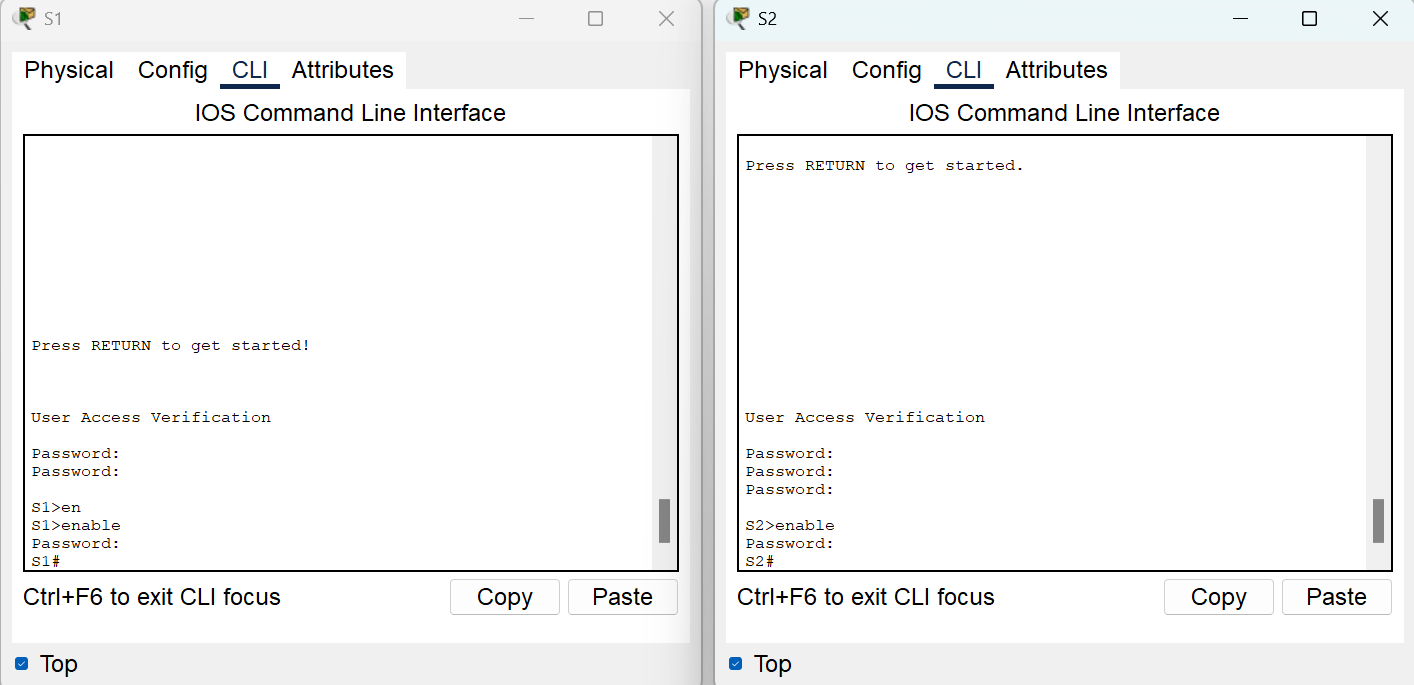 S1
Physical Config CLI Attributes
IOS Command Line Interface
Press RETURN to get started!
User Access Verification
Password:
Password:
S1>en
S1>enable
Password:
S1#
Ctrl+F6 to exit CLI focus
Copy Paste
Top
S2
Physical Config CLI Attributes
IOS Command Line Interface
Press RETURN to get started.
User Access Verification
Password:
Password:
Password:
S2>enable
Password:
S2#
Ctrl+F6 to exit CLI focus
Copy Paste
Top